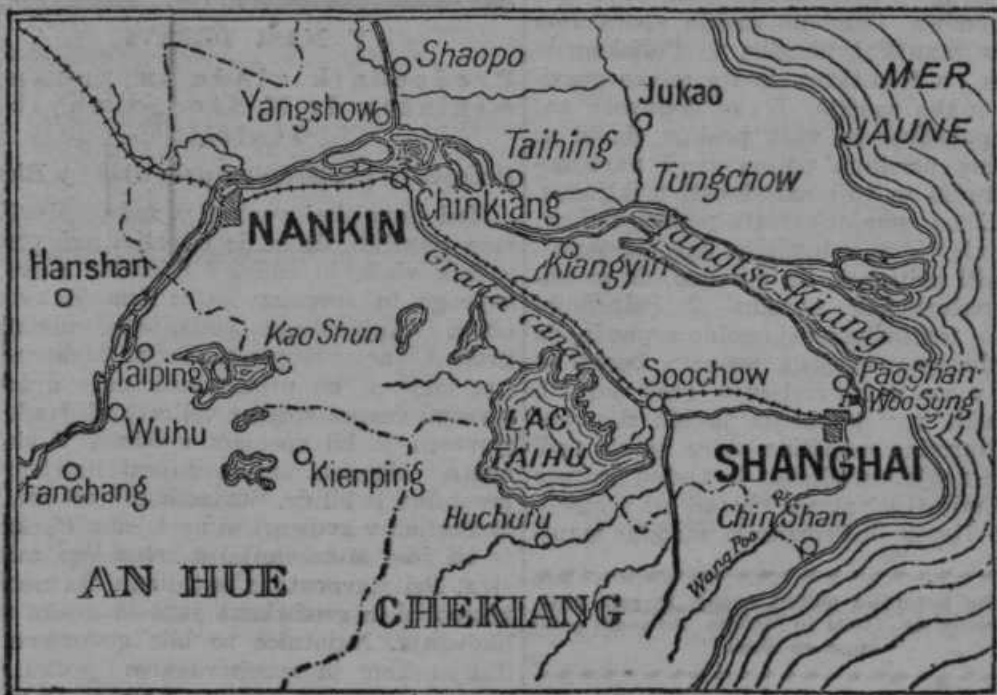 Shaopo
MER
JAUNE
Yangshow
Jukao
Taihing
Tungchow
Chinkiang
NANKIN
Kiangyin
Yangtsé Kiang
Hanshan
Grand Canal
Kao Shun
Taiping
Soochow
Pao Shan
Woo Sung
Wuhu
LAC
TAIHU
SHANGHAI
Kienping
Fanchang
Huchufu
Chin Shan
Wang Poo R.
AN HUE
CHEKIANG